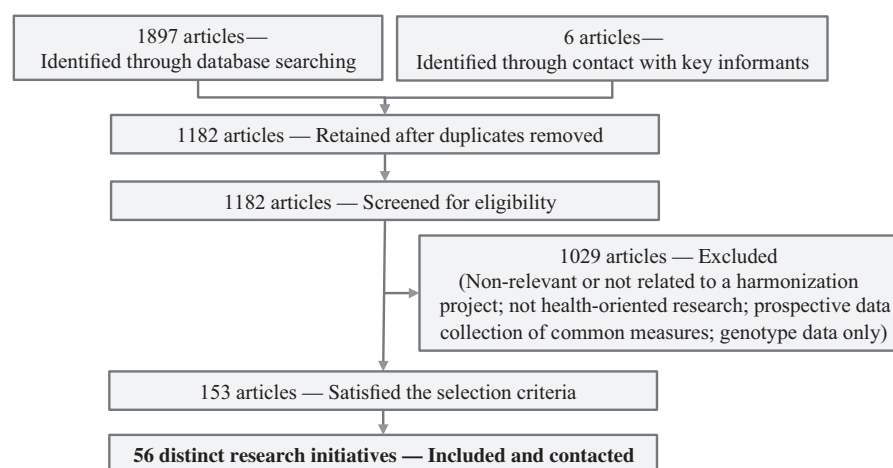 1897 articles—
Identified through database searching
6 articles—
Identified through contact with key informants
1182 articles — Retained after duplicates removed
1182 articles — Screened for eligibility
1029 articles — Excluded
(Non-relevant or not related to a harmonization
project; not health-oriented research; prospective data
collection of common measures; genotype data only)
153 articles — Satisfied the selection criteria
56 distinct research initiatives — Included and contacted